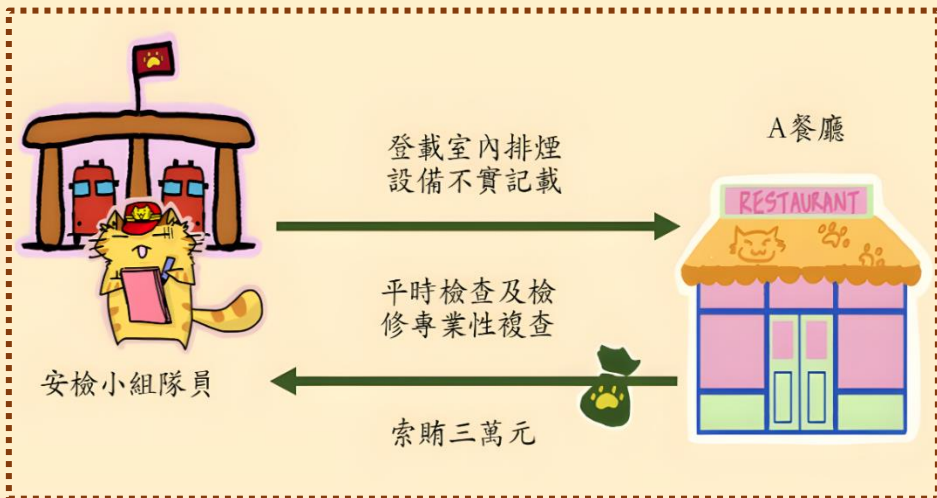 登載室內排煙
設備不實記載
A餐廳
RESTAURANT
平時檢查及檢
修專業性複查
安檢小組隊員
索賄三萬元